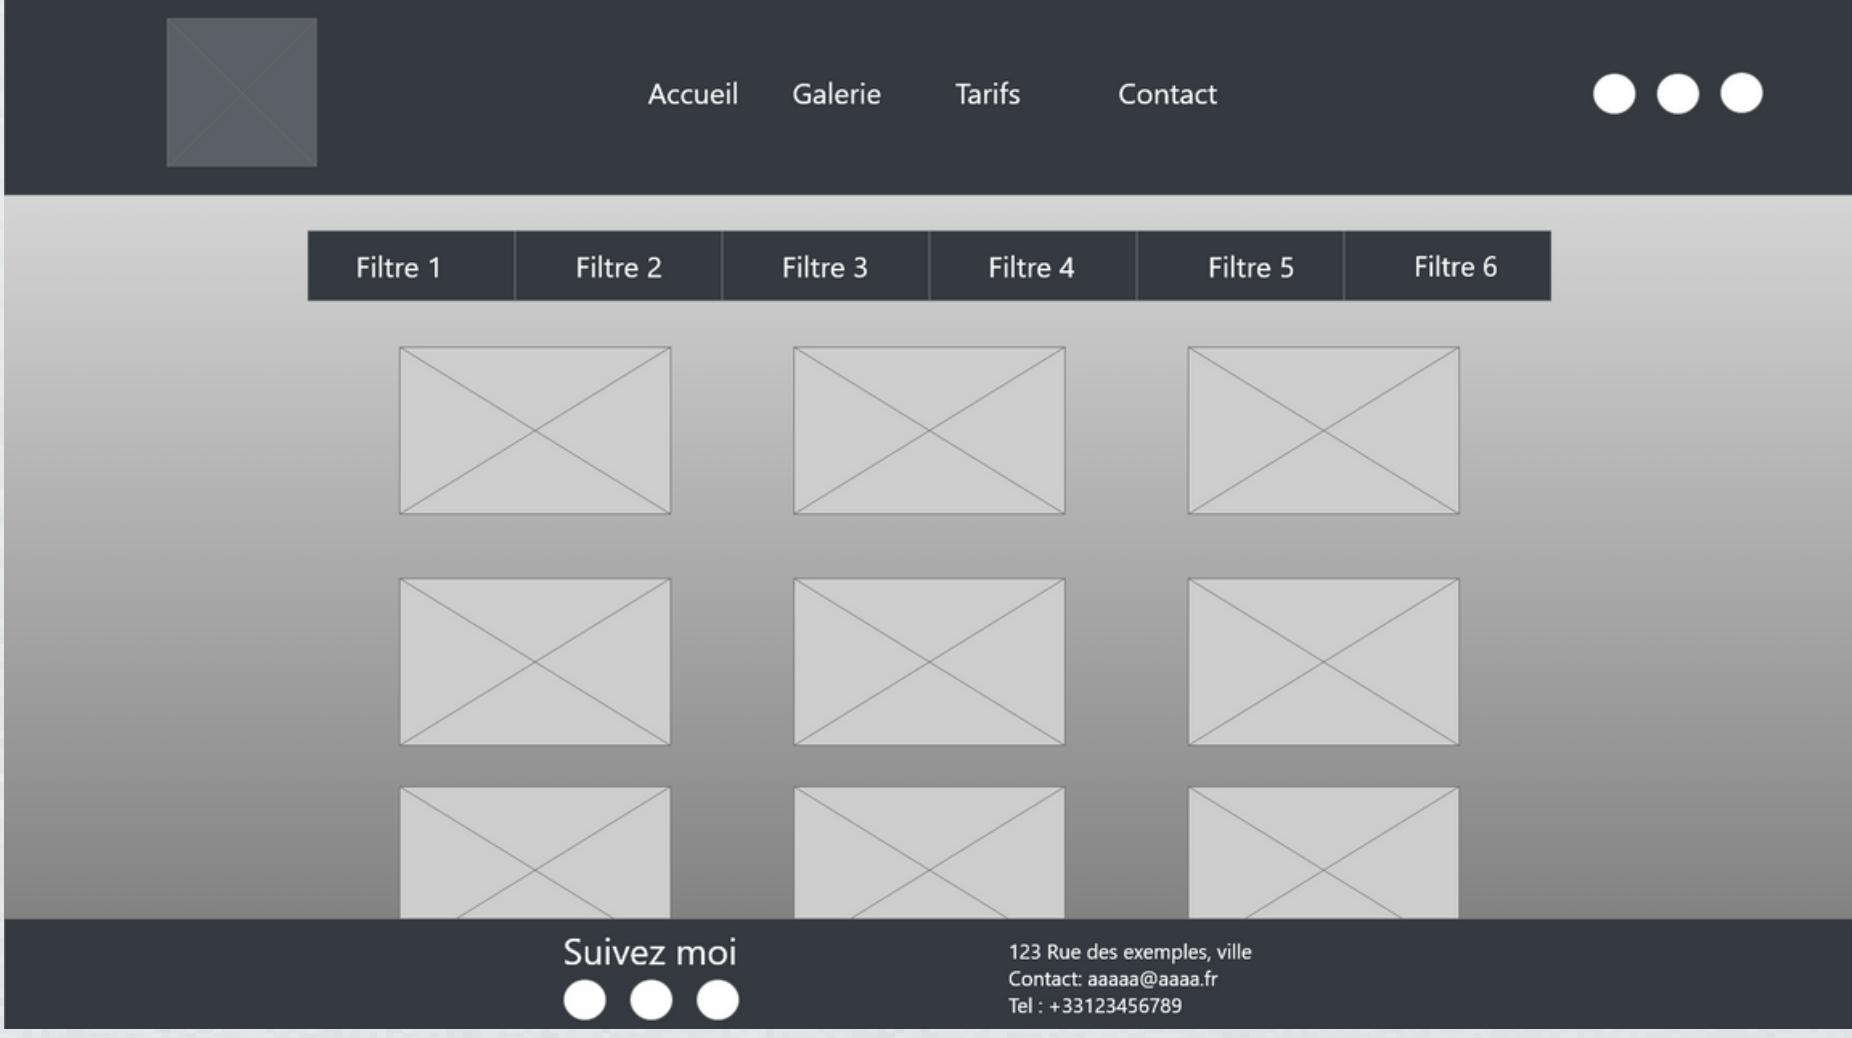 Accueil Galerie Tarifs Contact
Filtre 1 Filtre 2 Filtre 3 Filtre 4 Filtre 5 Filtre 6
Suivez moi
123 Rue des exemples, ville
Contact: aaaaa@aaaa.fr
Tel : +33123456789